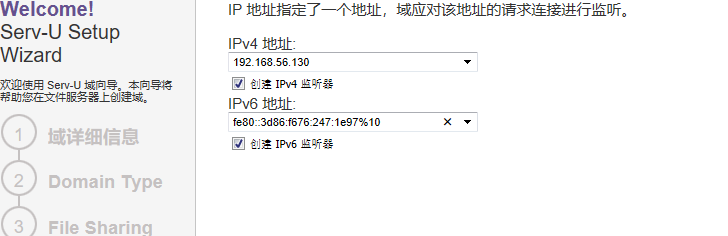 Welcome!
Serv-U Setup
Wizard
欢迎使用 Serv-U 域向导。本向导将
帮助您在文件服务器上创建域。
1 域详细信息
2 Domain Type
3 File Sharing
IP 地址指定了一个地址，域应对该地址的请求连接进行监听。
IPv4 地址:
192.168.56.130
创建 IPv4 监听器
IPv6 地址:
fe80::3d86:f676:247:1e97%10
创建 IPv6 监听器